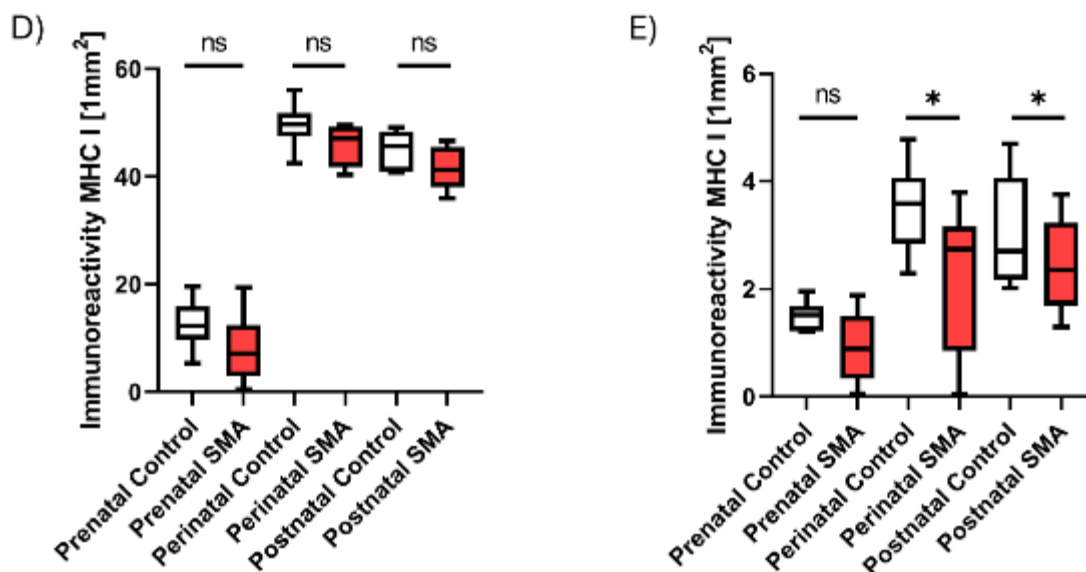 D)
ns
ns
ns
Immunoreactivity MHC I [1mm²]
60
40
20
0
Prenatal Control
Prenatal SMA
Perinatal Control
Perinatal SMA
Postnatal Control
Postnatal SMA
E)
ns
*
*
Immunoreactivity MHC I [1mm²]
6
4
2
0
Prenatal Control
Prenatal SMA
Perinatal Control
Perinatal SMA
Postnatal Control
Postnatal SMA